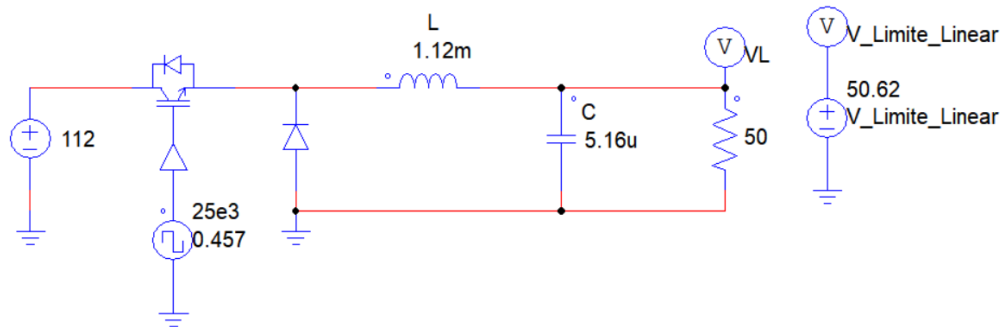 L
1.12m
V
VL
V
V_Limite_Linear
112
C
5.16u
50
50.62
V_Limite_Linear
25e3
0.457